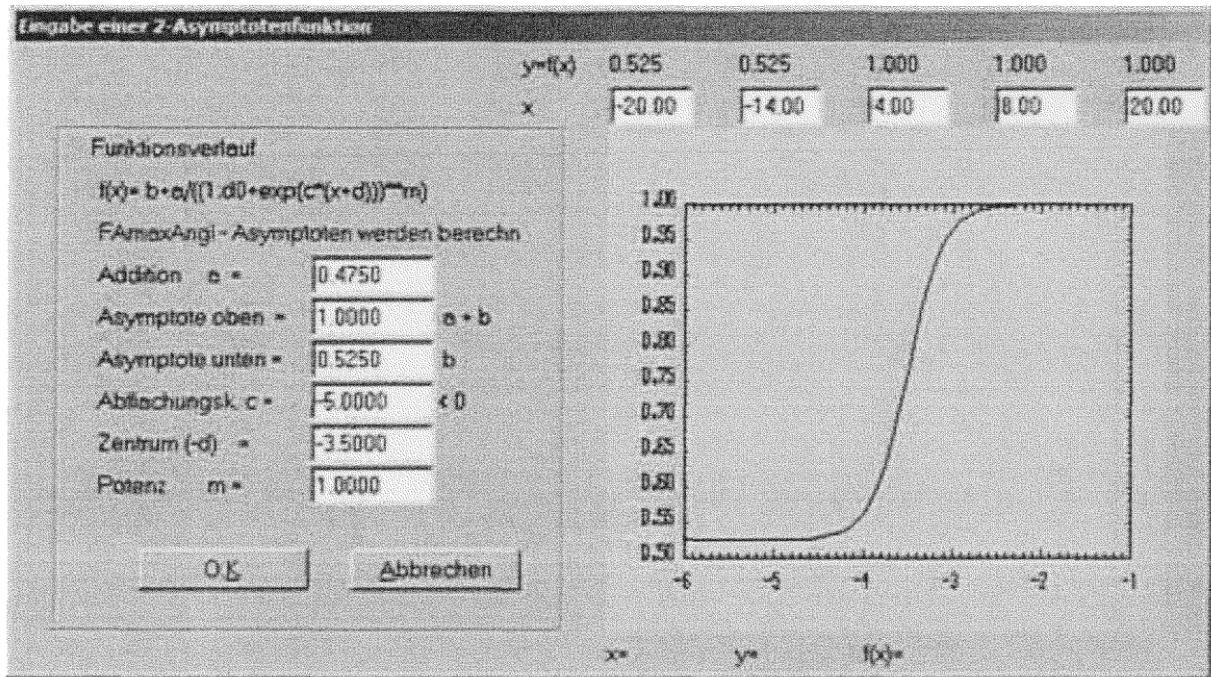 Eingabe einer 2-Asymptotenfunktion
y=f(x) 0.525 0.525 1.000 1.000 1.000
x -20.00 -14.00 4.00 8.00 20.00
Funktionsverlauf
f(x)= b+a/((1.d0+exp(c*(x+d)))**m)
FAmaxAngl - Asymptoten werden berechn
Addition a = 0.4750
Asymptote oben = 1.0000 a + b
Asymptote unten = 0.5250 b
Abflachungsk. c = -5.0000 < 0
Zentrum (-d) = -3.5000
Potenz m = 1.0000
OK Abbrechen
1.00
0.95
0.90
0.85
0.80
0.75
0.70
0.65
0.60
0.55
0.50
-6 -5 -4 -3 -2 -1
x= y= f(x)=